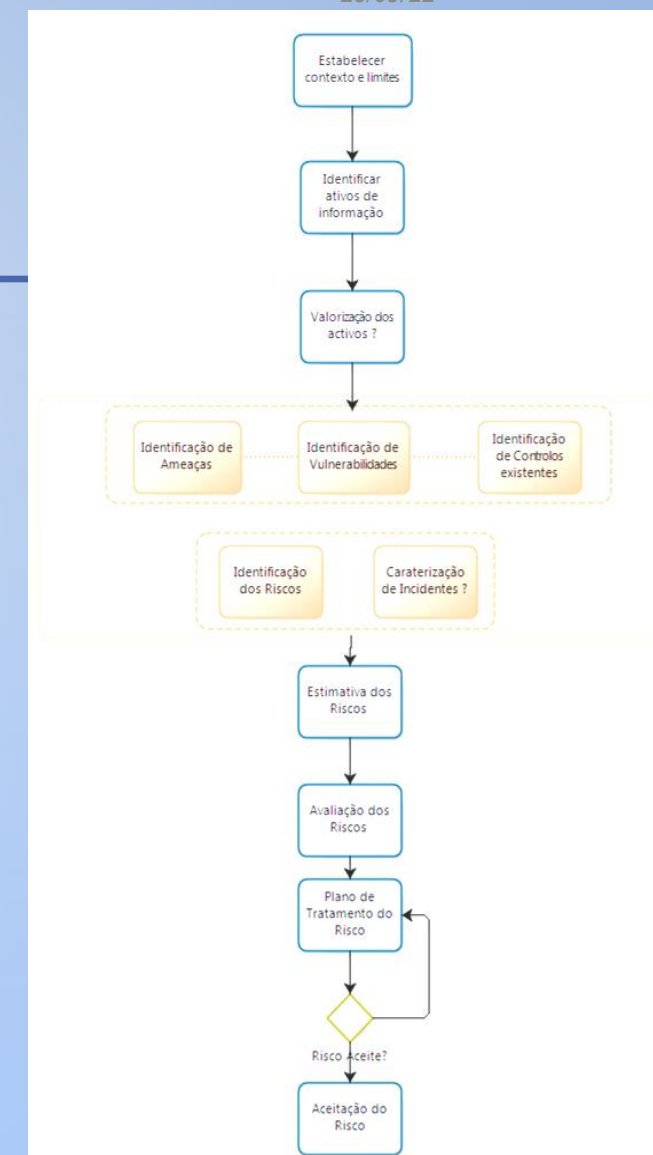 Estabelecer
contexto e limites
Identificar
ativos de
informação
Valorização dos
activos ?
Identificação de
Ameaças
Identificação de
Vulnerabilidades
Identificação
de Controlos
existentes
Identificação
dos Riscos
Caraterização
de Incidentes ?
Estimativa dos
Riscos
Avaliação dos
Riscos
Plano de
Tratamento do
Risco
Risco Aceite?
Aceitação do
Risco